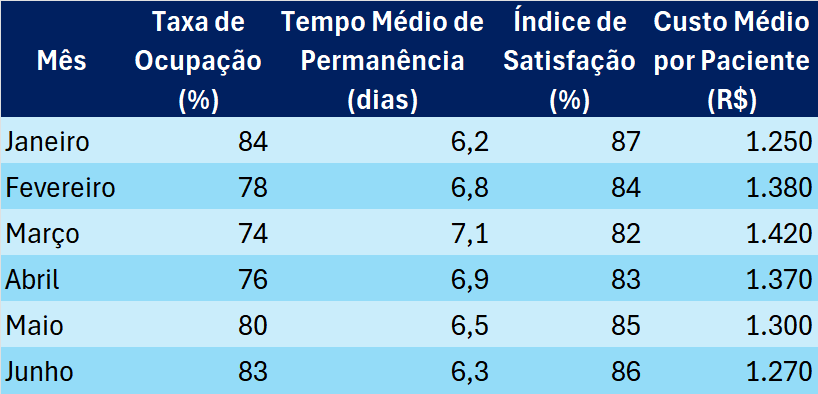 Mês Taxa de Ocupação (%) Tempo Médio de Permanência (dias) Índice de Satisfação (%) Custo Médio por Paciente (R$)
Janeiro 84 6,2 87 1.250
Fevereiro 78 6,8 84 1.380
Março 74 7,1 82 1.420
Abril 76 6,9 83 1.370
Maio 80 6,5 85 1.300
Junho 83 6,3 86 1.270